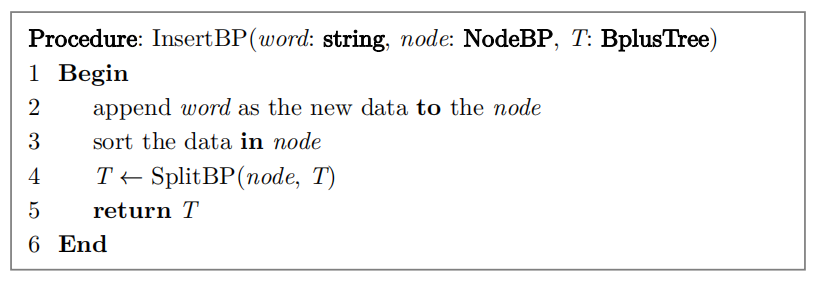 Procedure: InsertBP(word: string, node: NodeBP, T: BplusTree)
1 Begin
2 append word as the new data to the node
3 sort the data in node
4 T ← SplitBP(node, T)
5 return T
6 End